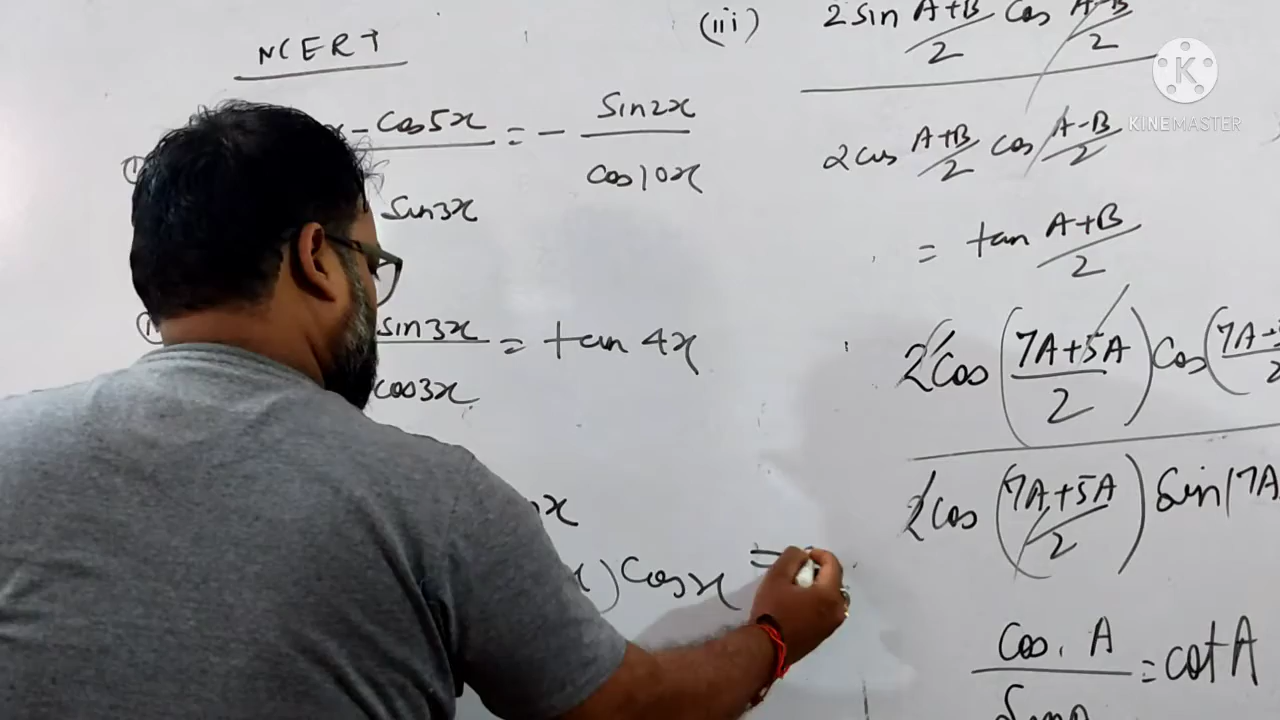 NCERT
x - cos5x / sin3x = - sin2x / cos10x
sin3x / cos3x = tan 4x
x
x) cosx =
(iii) 2 sin A+B/2 cos A-B/2
2 cos A+B/2 cos A-B/2
= tan A+B/2
2 cos (7A+5A / 2) cos (7A
2 cos (7A+5A / 2) sin (7A
cos. A / sin = cot A
KINEMASTER